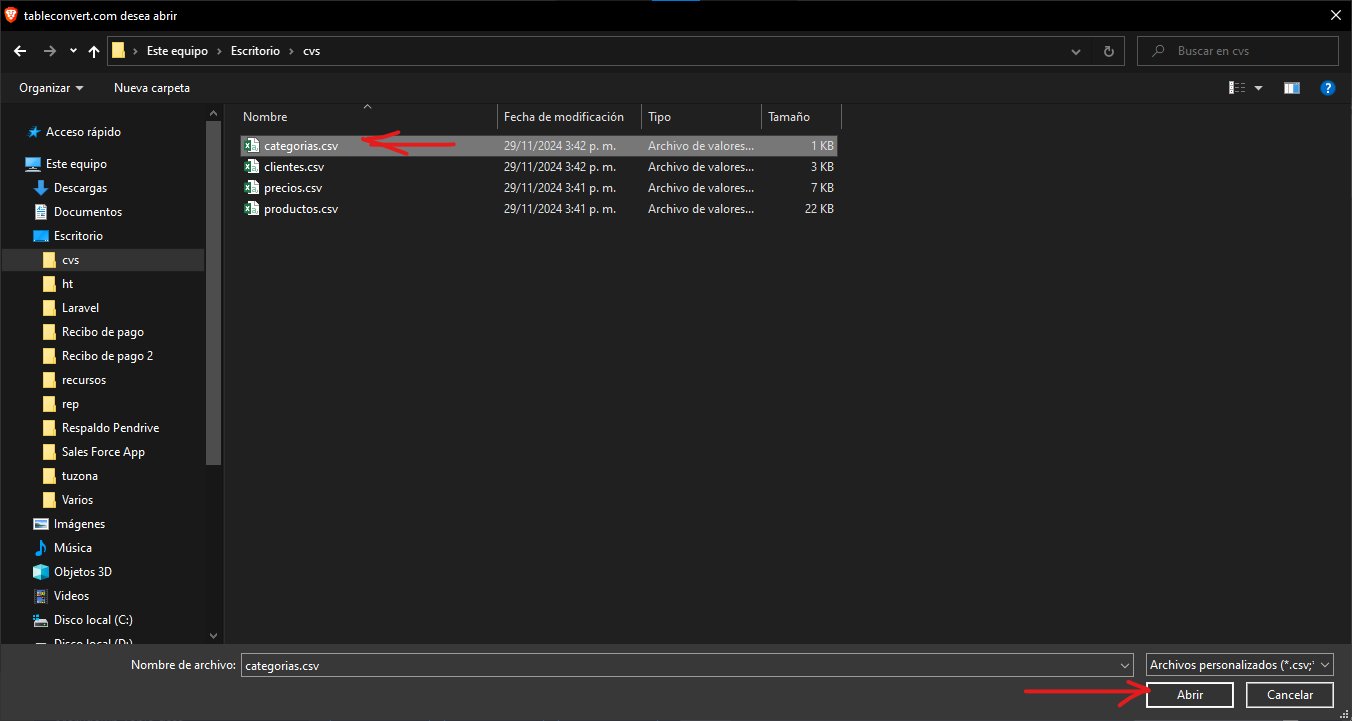 tableconvert.com desea abrir
Este equipo › Escritorio › cvs
Buscar en cvs
Organizar
Nueva carpeta
?
Acceso rápido
Este equipo
Descargas
Documentos
Escritorio
cvs
ht
Laravel
Recibo de pago
Recibo de pago 2
recursos
rep
Respaldo Pendrive
Sales Force App
tuzona
Varios
Imágenes
Música
Objetos 3D
Videos
Disco local (C:)
Disco local (D:)
Nombre Fecha de modificación Tipo Tamaño
categorias.csv 29/11/2024 3:42 p. m. Archivo de valores... 1 KB
clientes.csv 29/11/2024 3:42 p. m. Archivo de valores... 3 KB
precios.csv 29/11/2024 3:41 p. m. Archivo de valores... 7 KB
productos.csv 29/11/2024 3:41 p. m. Archivo de valores... 22 KB
Nombre de archivo: categorias.csv
Archivos personalizados (*.csv;
Abrir
Cancelar